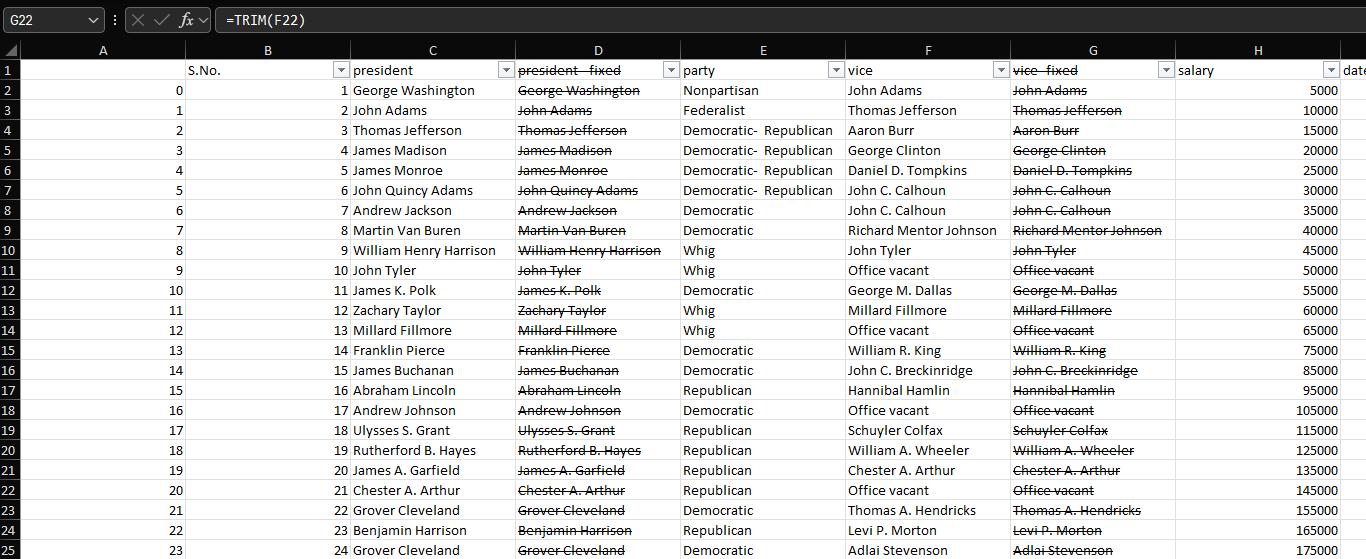 G22 fx =TRIM(F22)
A B C D E F G H
1 S.No. president president_fixed party vice vice_fixed salary date
2 0 1 George Washington George Washington Nonpartisan John Adams John Adams 5000
3 1 2 John Adams John Adams Federalist Thomas Jefferson Thomas Jefferson 10000
4 2 3 Thomas Jefferson Thomas Jefferson Democratic-  Republican Aaron Burr Aaron Burr 15000
5 3 4 James Madison James Madison Democratic-  Republican George Clinton George Clinton 20000
6 4 5 James Monroe James Monroe Democratic-  Republican Daniel D. Tompkins Daniel D. Tompkins 25000
7 5 6 John Quincy Adams John Quincy Adams Democratic-  Republican John C. Calhoun John C. Calhoun 30000
8 6 7 Andrew Jackson Andrew Jackson Democratic John C. Calhoun John C. Calhoun 35000
9 7 8 Martin Van Buren Martin Van Buren Democratic Richard Mentor Johnson Richard Mentor Johnson 40000
10 8 9 William Henry Harrison William Henry Harrison Whig John Tyler John Tyler 45000
11 9 10 John Tyler John Tyler Whig Office vacant Office vacant 50000
12 10 11 James K. Polk James K. Polk Democratic George M. Dallas George M. Dallas 55000
13 11 12 Zachary Taylor Zachary Taylor Whig Millard Fillmore Millard Fillmore 60000
14 12 13 Millard Fillmore Millard Fillmore Whig Office vacant Office vacant 65000
15 13 14 Franklin Pierce Franklin Pierce Democratic William R. King William R. King 75000
16 14 15 James Buchanan James Buchanan Democratic John C. Breckinridge John C. Breckinridge 85000
17 15 16 Abraham Lincoln Abraham Lincoln Republican Hannibal Hamlin Hannibal Hamlin 95000
18 16 17 Andrew Johnson Andrew Johnson Democratic Office vacant Office vacant 105000
19 17 18 Ulysses S. Grant Ulysses S. Grant Republican Schuyler Colfax Schuyler Colfax 115000
20 18 19 Rutherford B. Hayes Rutherford B. Hayes Republican William A. Wheeler William A. Wheeler 125000
21 19 20 James A. Garfield James A. Garfield Republican Chester A. Arthur Chester A. Arthur 135000
22 20 21 Chester A. Arthur Chester A. Arthur Republican Office vacant Office vacant 145000
23 21 22 Grover Cleveland Grover Cleveland Democratic Thomas A. Hendricks Thomas A. Hendricks 155000
24 22 23 Benjamin Harrison Benjamin Harrison Republican Levi P. Morton Levi P. Morton 165000
25 23 24 Grover Cleveland Grover Cleveland Democratic Adlai Stevenson Adlai Stevenson 175000